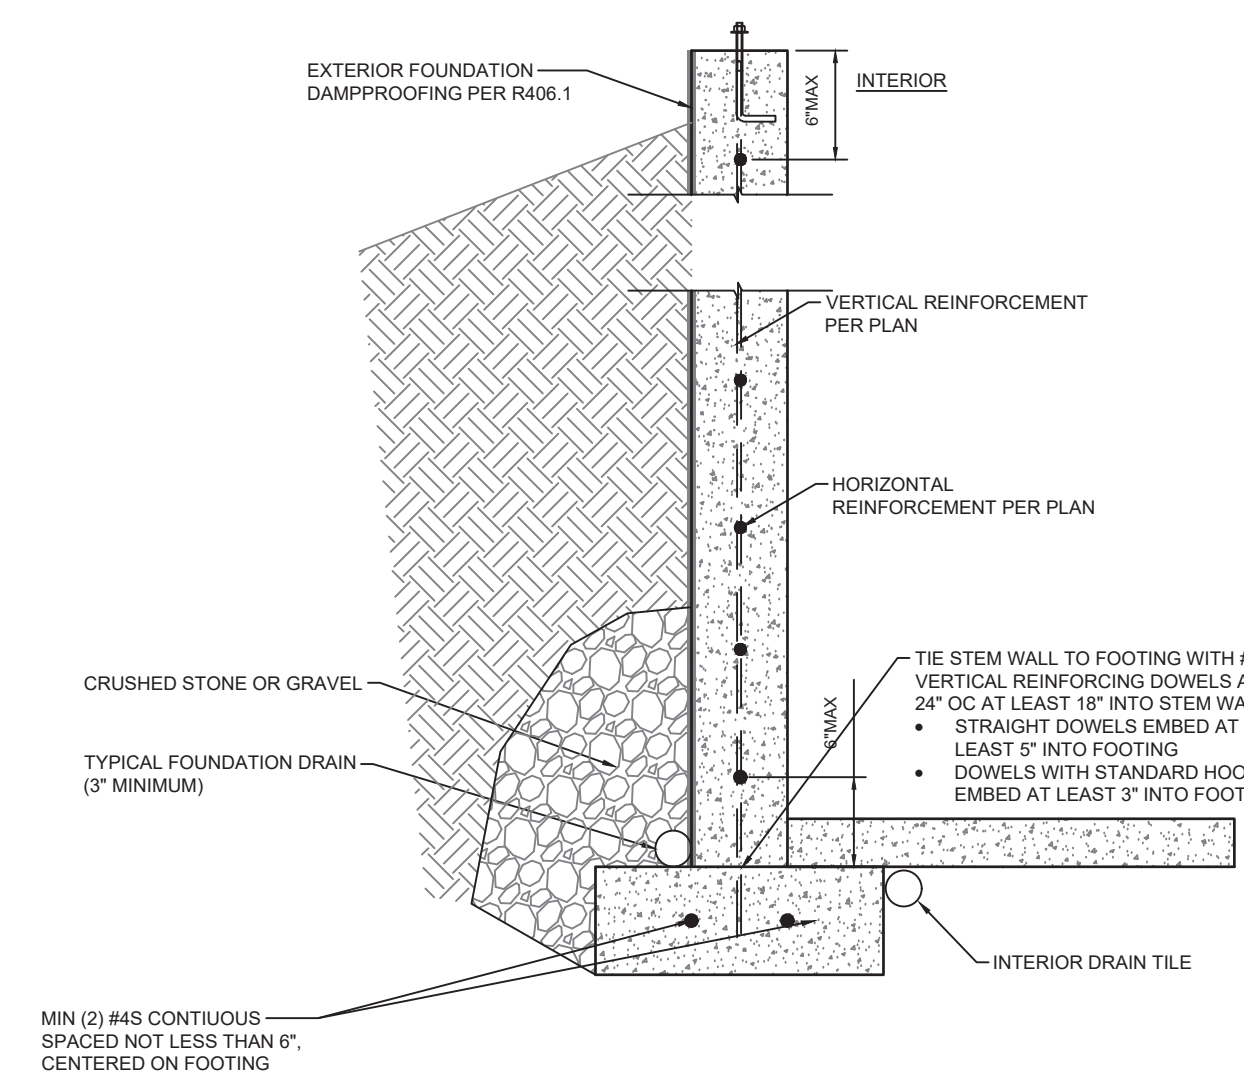 EXTERIOR FOUNDATION
DAMPPROOFING PER R406.1
6"MAX
INTERIOR
VERTICAL REINFORCEMENT
PER PLAN
HORIZONTAL
REINFORCEMENT PER PLAN
TIE STEM WALL TO FOOTING WITH
VERTICAL REINFORCING DOWELS
24" OC AT LEAST 18" INTO STEM
• STRAIGHT DOWELS EMBED AT
LEAST 5" INTO FOOTING
• DOWELS WITH STANDARD
EMBED AT LEAST 3" INTO
6"MAX
CRUSHED STONE OR GRAVEL
TYPICAL FOUNDATION DRAIN
(3" MINIMUM)
INTERIOR DRAIN TILE
MIN (2) #4S CONTIUOUS
SPACED NOT LESS THAN 6",
CENTERED ON FOOTING